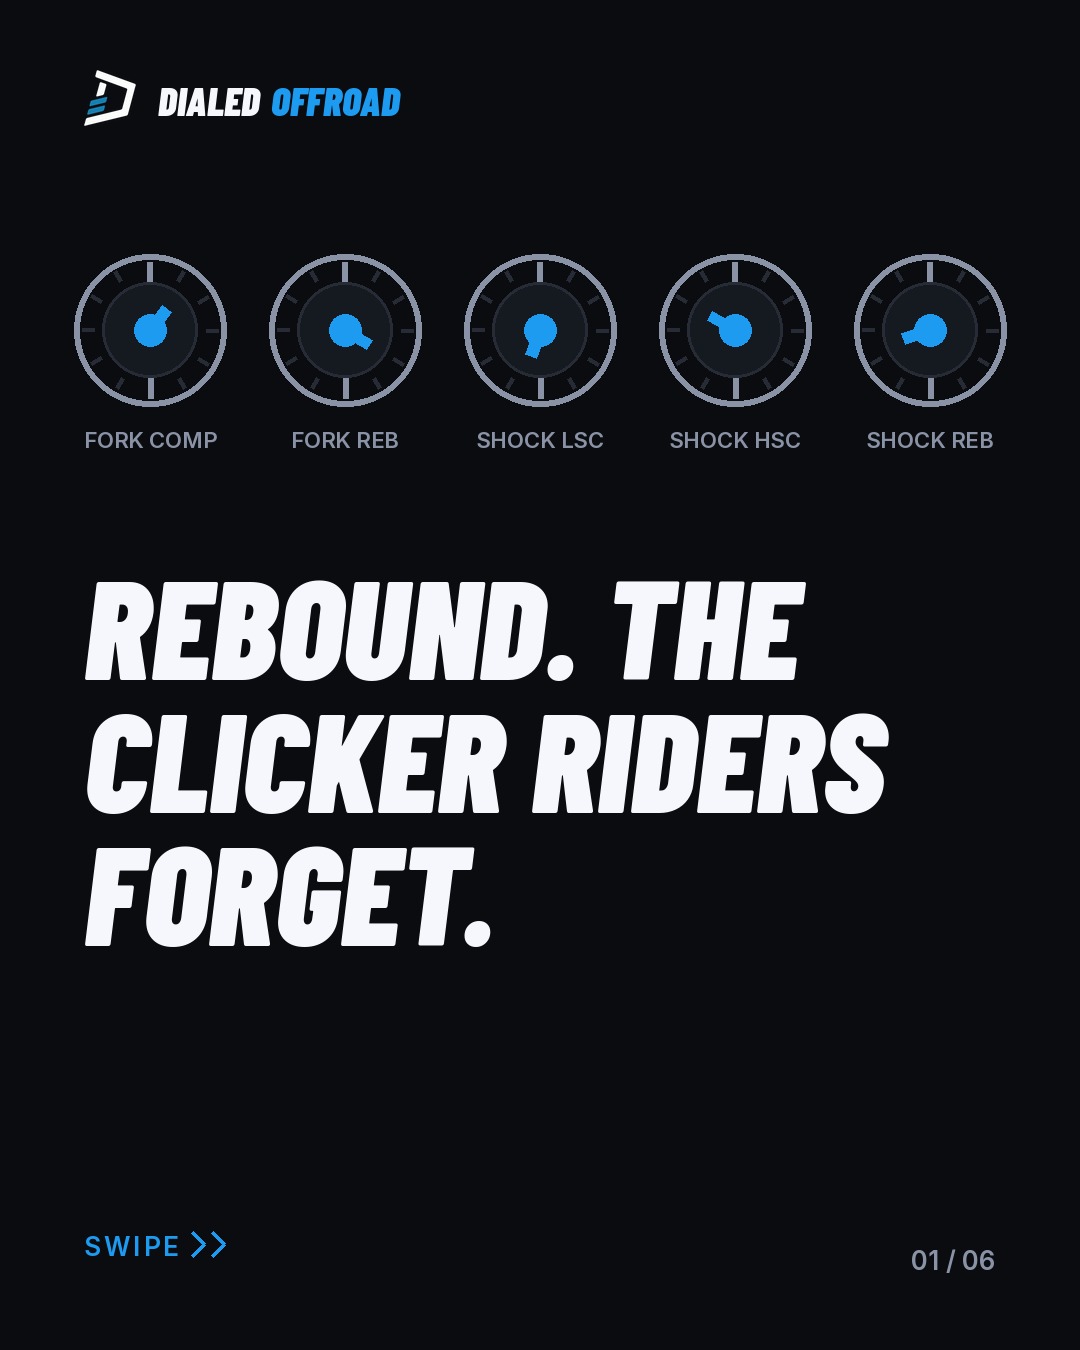 DIALED OFFROAD
FORK COMP FORK REB SHOCK LSC SHOCK HSC SHOCK REB
REBOUND. THE
CLICKER RIDERS
FORGET.
SWIPE
01 / 06